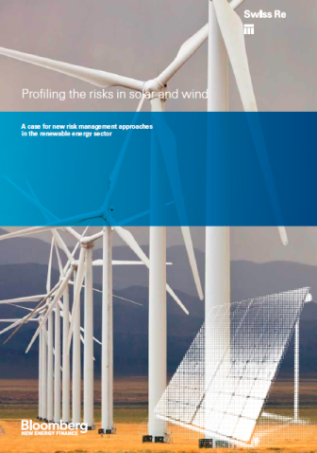 Swiss Re
Profiling the risks in solar and wind
A case for new risk management approaches
in the renewable energy sector
Bloomberg
NEW ENERGY FINANCE